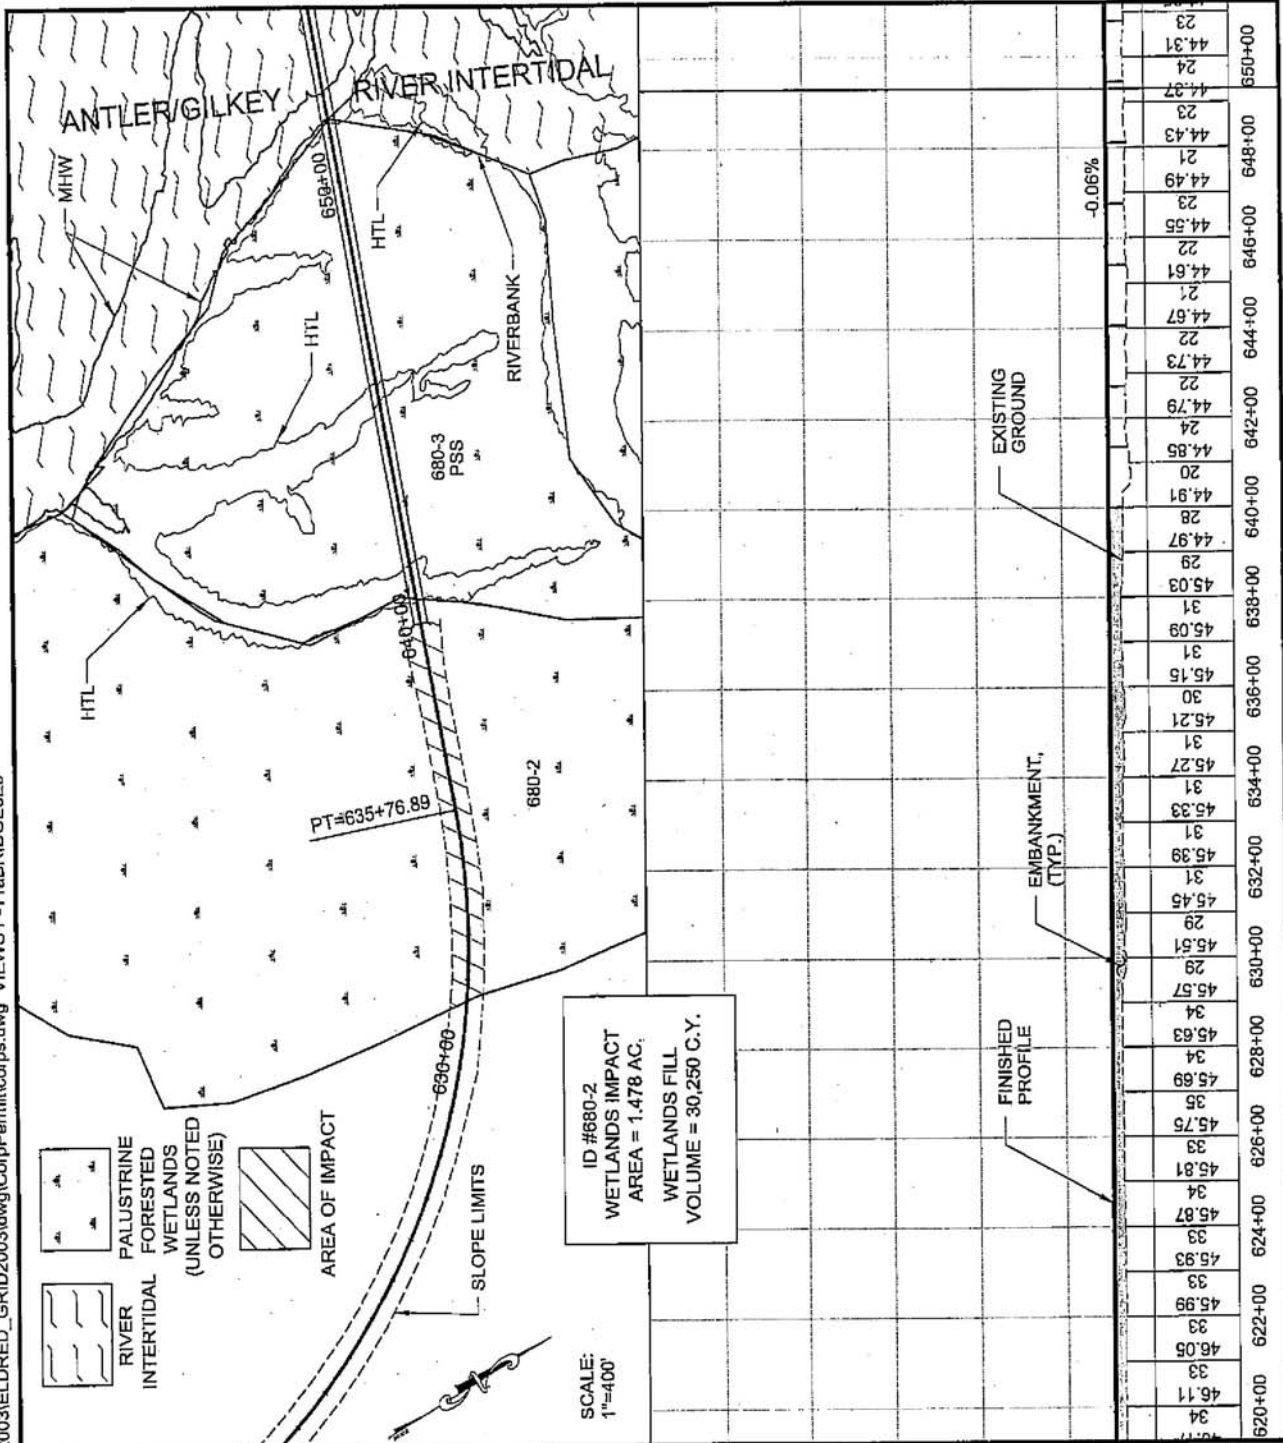 RIVER
INTERTIDAL
PALUSTRINE
FORESTED
WETLANDS
(UNLESS NOTED
OTHERWISE)
AREA OF IMPACT
SLOPE LIMITS
SCALE:
1"=400'
630+00
PT=635+76.89
680-2
HTL
640+00
680-3
PSS
HTL
MHW
RIVERBANK
HTL
650+00
ANTLER/GILKEY
RIVER INTERTIDAL
ID #680-2
WETLANDS IMPACT
AREA = 1.478 AC.
WETLANDS FILL
VOLUME = 30,250 C.Y.
FINISHED
PROFILE
EMBANKMENT,
(TYP.)
EXISTING
GROUND
-0.06%
34
46.11
33
46.05
33
45.99
33
45.93
33
45.87
34
45.81
33
45.75
35
45.69
34
45.63
34
45.57
29
45.51
29
45.45
31
45.39
31
45.33
31
45.27
31
45.21
30
45.15
31
45.09
31
45.03
29
44.97
28
44.91
20
44.85
24
44.79
22
44.73
22
44.67
21
44.61
22
44.55
23
44.49
21
44.43
23
44.37
24
44.31
23
620+00
622+00
624+00
626+00
628+00
630+00
632+00
634+00
636+00
638+00
640+00
642+00
644+00
646+00
648+00
650+00